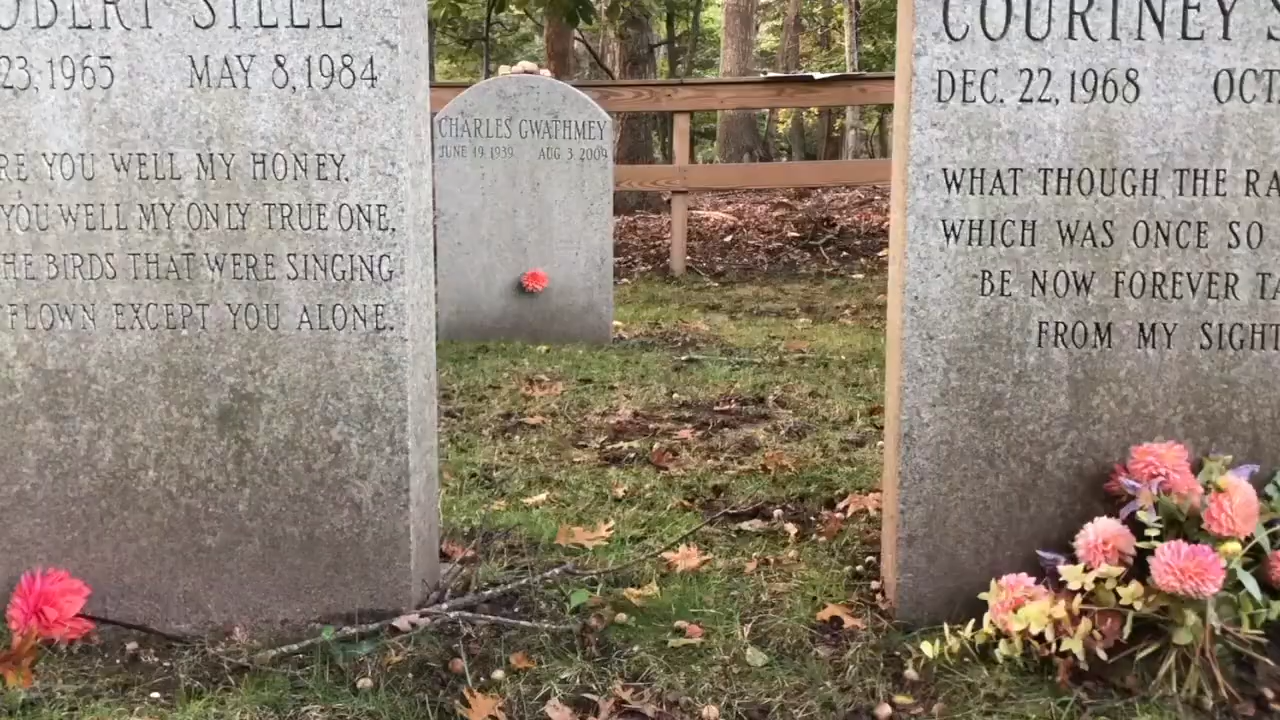 OBERT STEEL
23, 1965 MAY 8, 1984
RE YOU WELL MY HONEY,
YOU WELL MY ONLY TRUE ONE,
HE BIRDS THAT WERE SINGING
FLOWN EXCEPT YOU ALONE.
CHARLES GWATHMEY
JUNE 19 1939 AUG 3 2009
COURTNEY S
DEC. 22, 1968 OCT
WHAT THOUGH THE RA
WHICH WAS ONCE SO
BE NOW FOREVER TA
FROM MY SIGHT